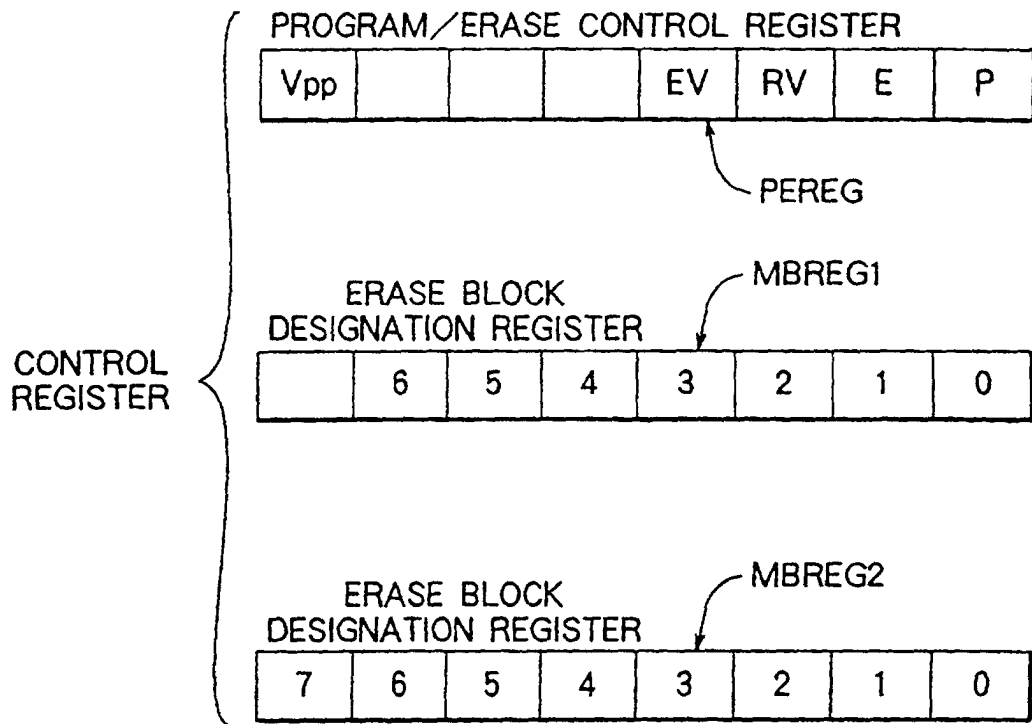 PROGRAM/ERASE CONTROL REGISTER
Vpp EV RV E P
PEREG
MBREG1
ERASE BLOCK
DESIGNATION REGISTER
6 5 4 3 2 1 0
CONTROL
REGISTER
MBREG2
ERASE BLOCK
DESIGNATION REGISTER
7 6 5 4 3 2 1 0